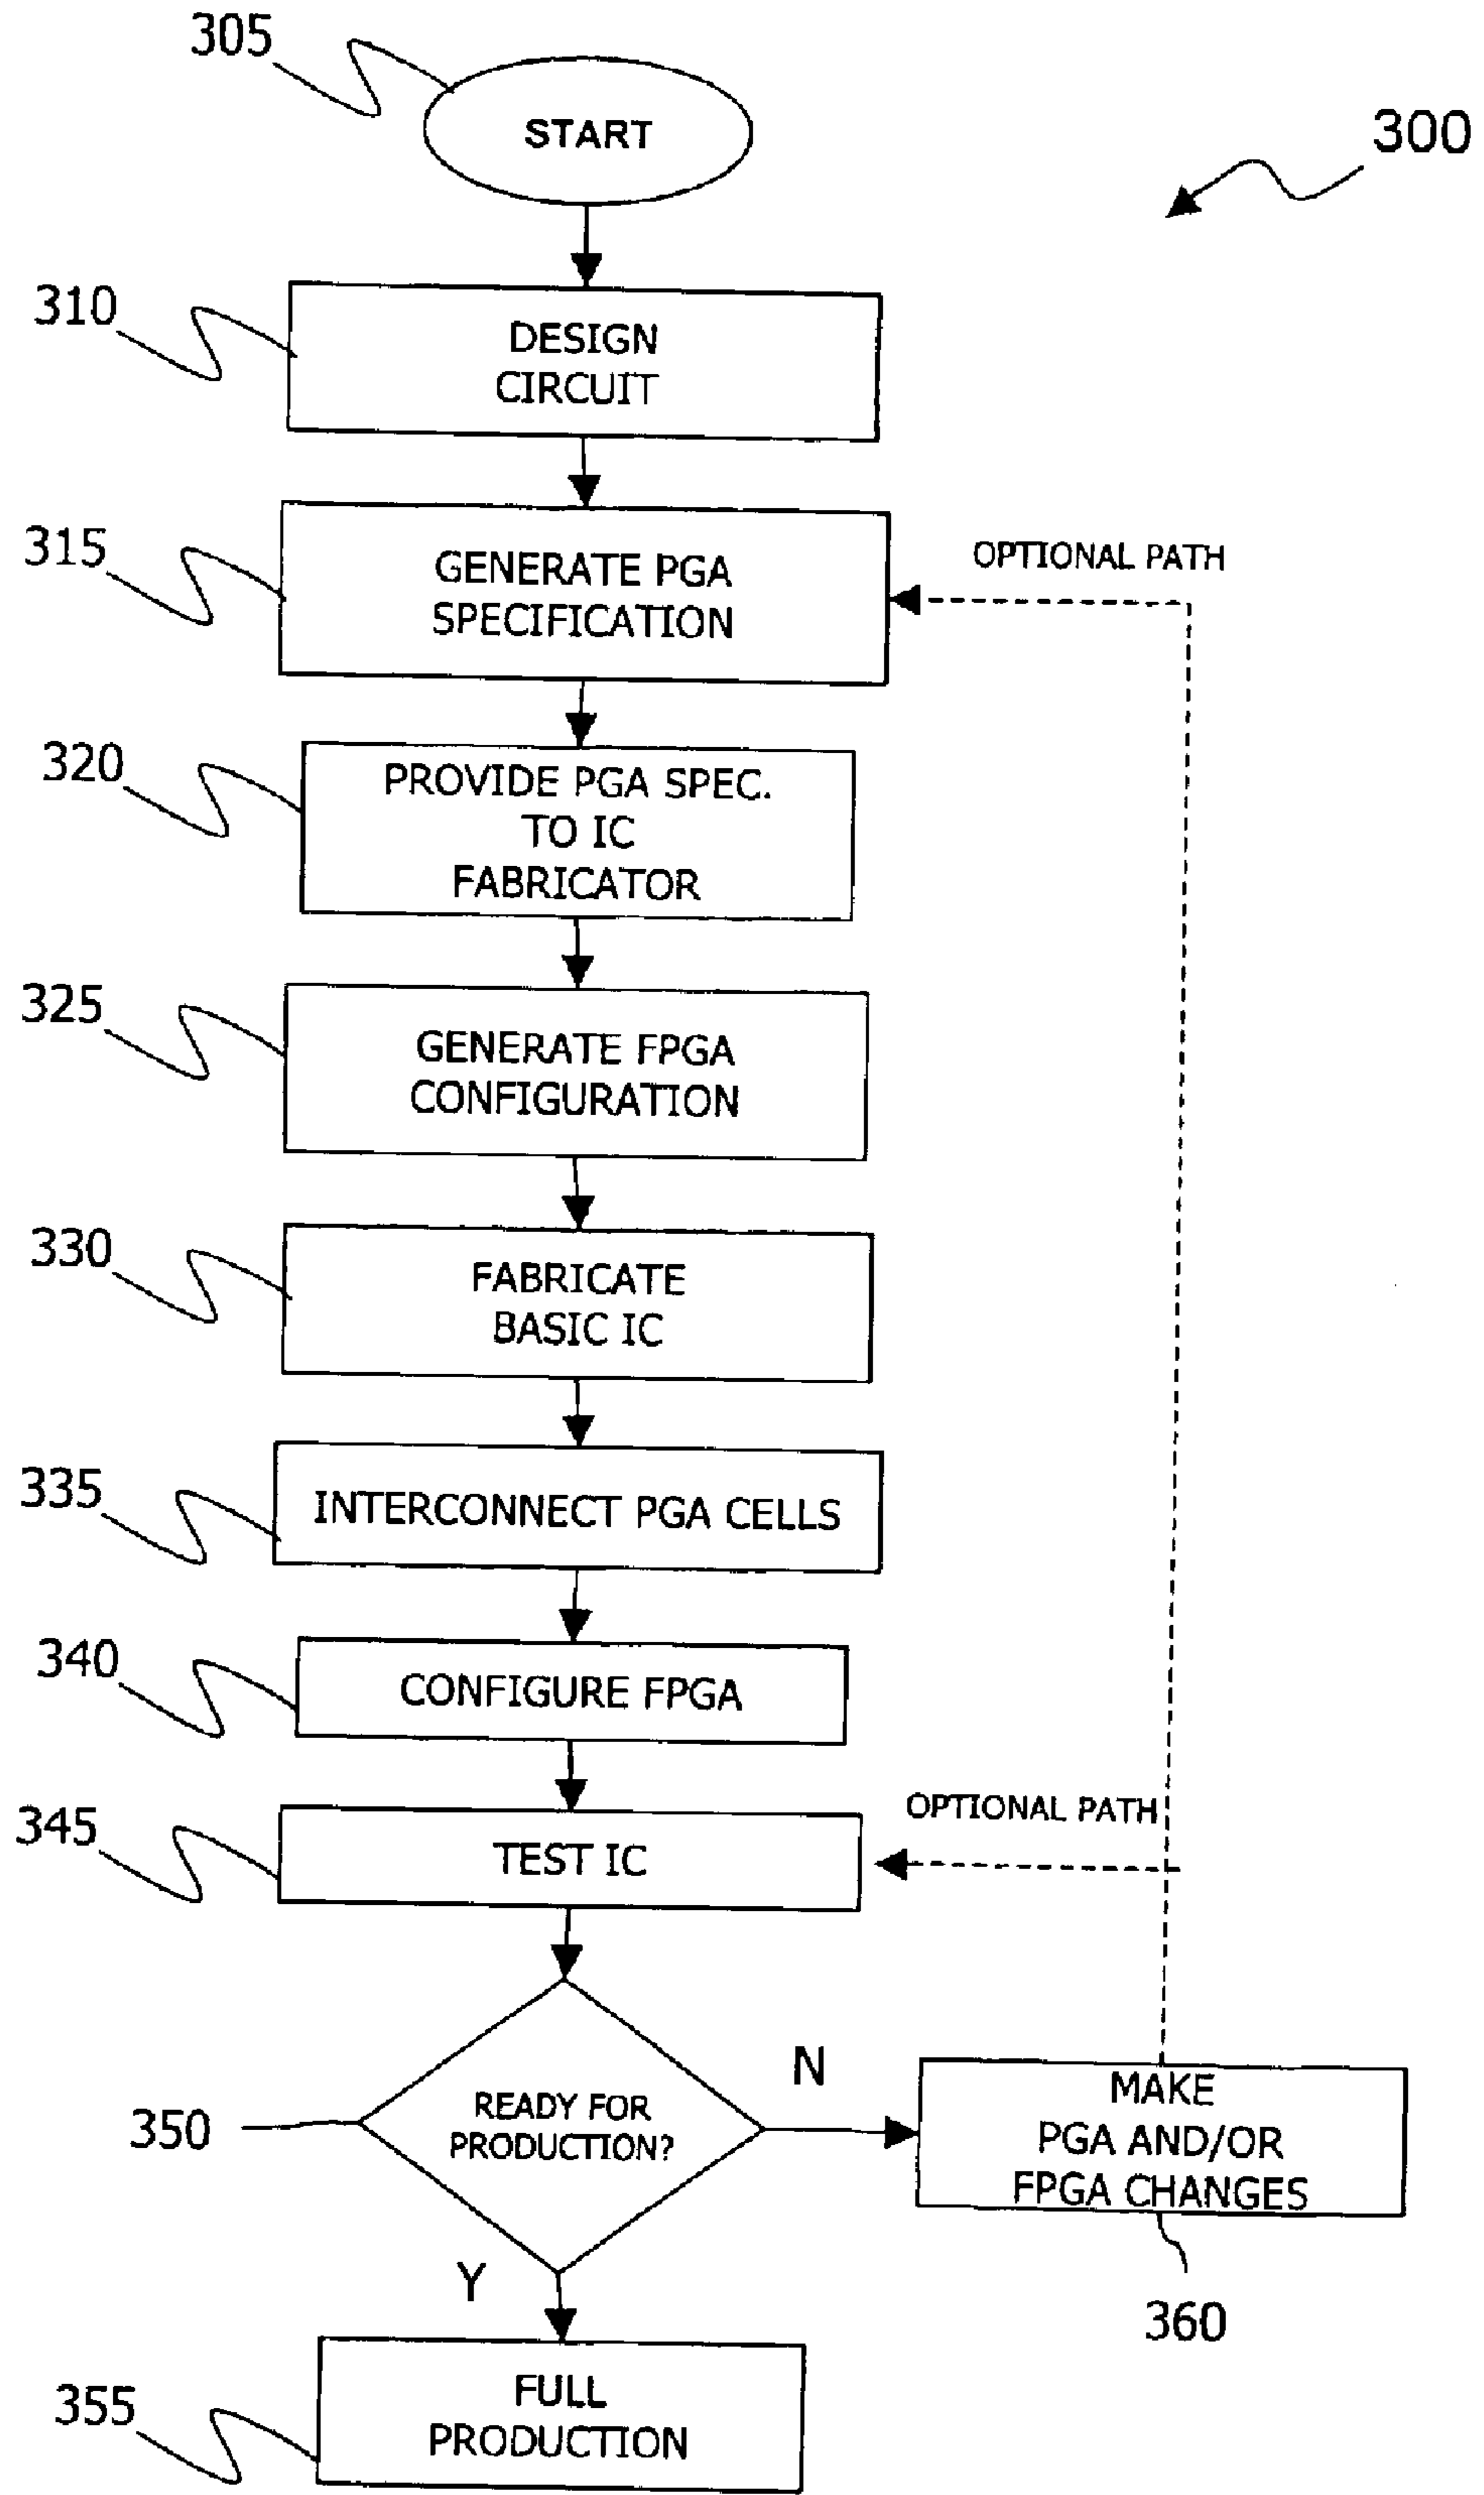 305
START
300
310
DESIGN
CIRCUIT
315
GENERATE PGA
SPECIFICATION
OPTIONAL PATH
320
PROVIDE PGA SPEC.
TO IC
FABRICATOR
325
GENERATE FPGA
CONFIGURATION
330
FABRICATE
BASIC IC
335
INTERCONNECT PGA CELLS
340
CONFIGURE FPGA
345
TEST IC
OPTIONAL PATH
350
READY FOR
PRODUCTION?
N
MAKE
PGA AND/OR
FPGA CHANGES
360
Y
355
FULL
PRODUCTION